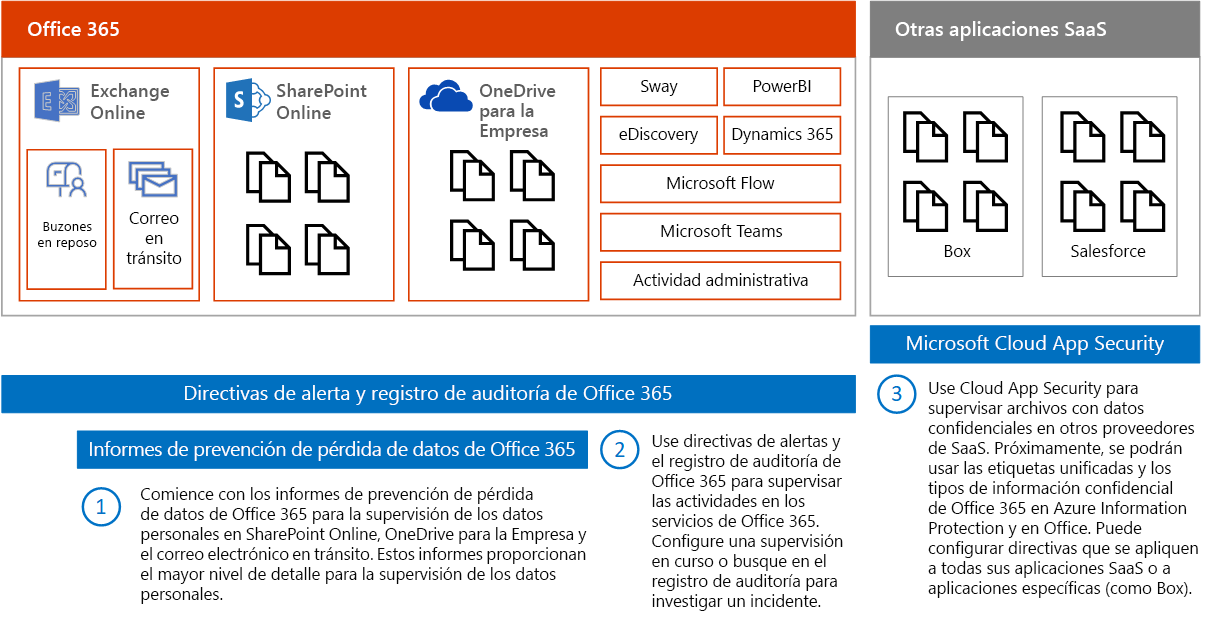 Office 365
Exchange
Online
Buzones
en reposo
Correo
en
tránsito
S
SharePoint
Online
OneDrive
para la
Empresa
Sway
PowerBI
eDiscovery
Dynamics 365
Microsoft Flow
Microsoft Teams
Actividad administrativa
Otras aplicaciones SaaS
Box
Salesforce
Directivas de alerta y registro de auditoría de Office 365
Informes de prevención de pérdida de datos de Office 365
1
Comience con los informes de prevención de pérdida
de datos de Office 365 para la supervisión de los datos
personales en SharePoint Online, OneDrive para la Empresa y
el correo electrónico en tránsito. Estos informes proporcionan
el mayor nivel de detalle para la supervisión de los datos
personales.
2
Use directivas de alertas y
el registro de auditoría de
Office 365 para supervisar
las actividades en los
servicios de Office 365.
Configure una supervisión
en curso o busque en el
registro de auditoría para
investigar un incidente.
Microsoft Cloud App Security
3
Use Cloud App Security para
supervisar archivos con datos
confidenciales en otros proveedores
de SaaS. Próximamente, se podrán
usar las etiquetas unificadas y los
tipos de información confidencial
de Office 365 en Azure Information
Protection y en Office. Puede
configurar directivas que se apliquen
a todas sus aplicaciones SaaS o a
aplicaciones específicas (como Box).